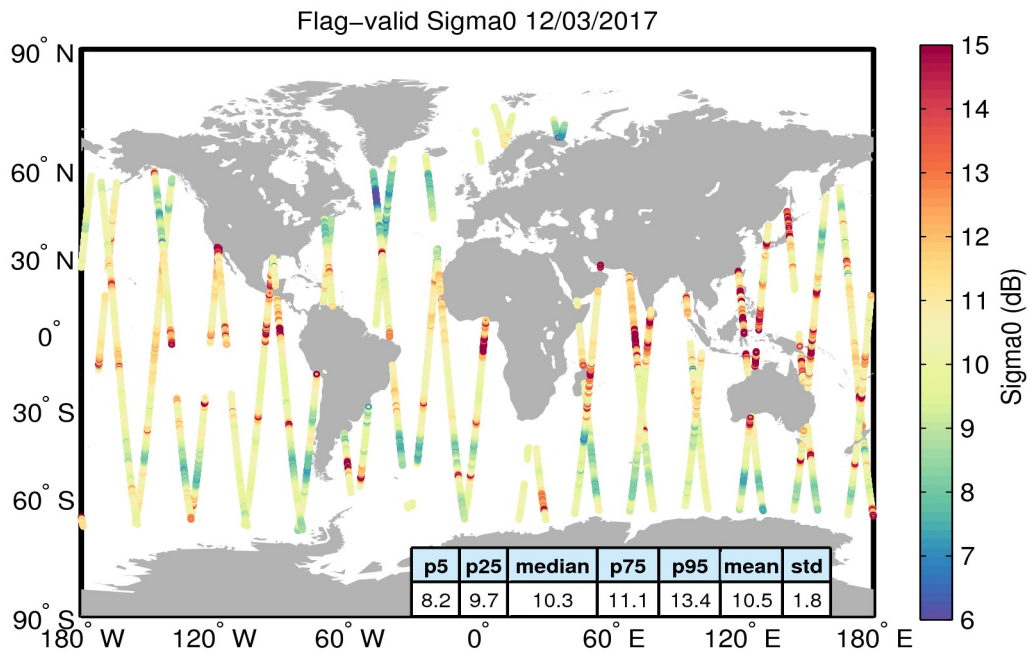 Flag-valid Sigma0 12/03/2017
90° N
60° N
30° N
0°
30° S
60° S
90° S
180° W
120° W
60° W
0°
60° E
120° E
180° E
p5 p25 median p75 p95 mean std
8.2 9.7 10.3 11.1 13.4 10.5 1.8
15
14
13
12
11
10
9
8
7
6
Sigma0 (dB)